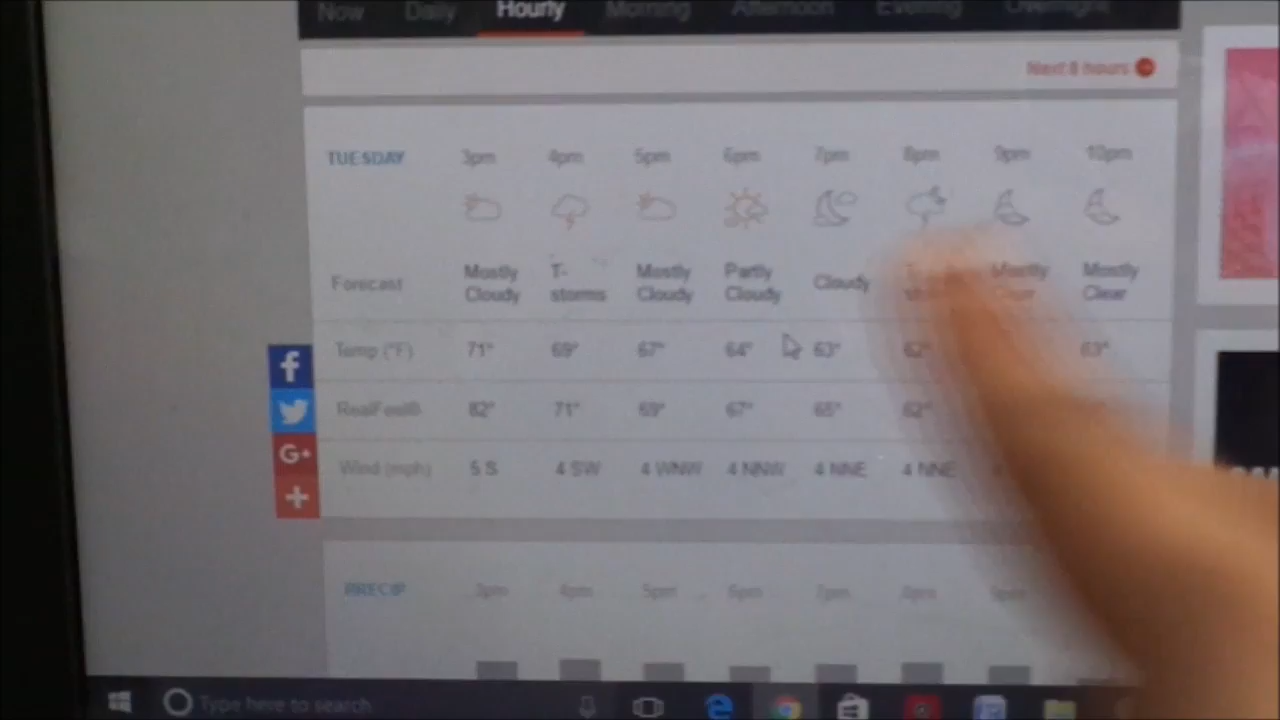 Now Daily Hourly Morning Afternoon Evening Overnight
Next 8 hours
TUESDAY 3pm 4pm 5pm 6pm 7pm 8pm 9pm 10pm
Forecast Mostly Cloudy T-storms Mostly Cloudy Partly Cloudy Cloudy Mostly Mostly Clear
Temp (°F) 71° 69° 67° 64° 63° 62° 63°
RealFeel® 82° 71° 69° 67° 65° 62°
Wind (mph) 5 S 4 SW 4 WNW 4 NNW 4 NNE 4 NNE
PRECIP 3pm 4pm 5pm 6pm 7pm 8pm 9pm
Type here to search